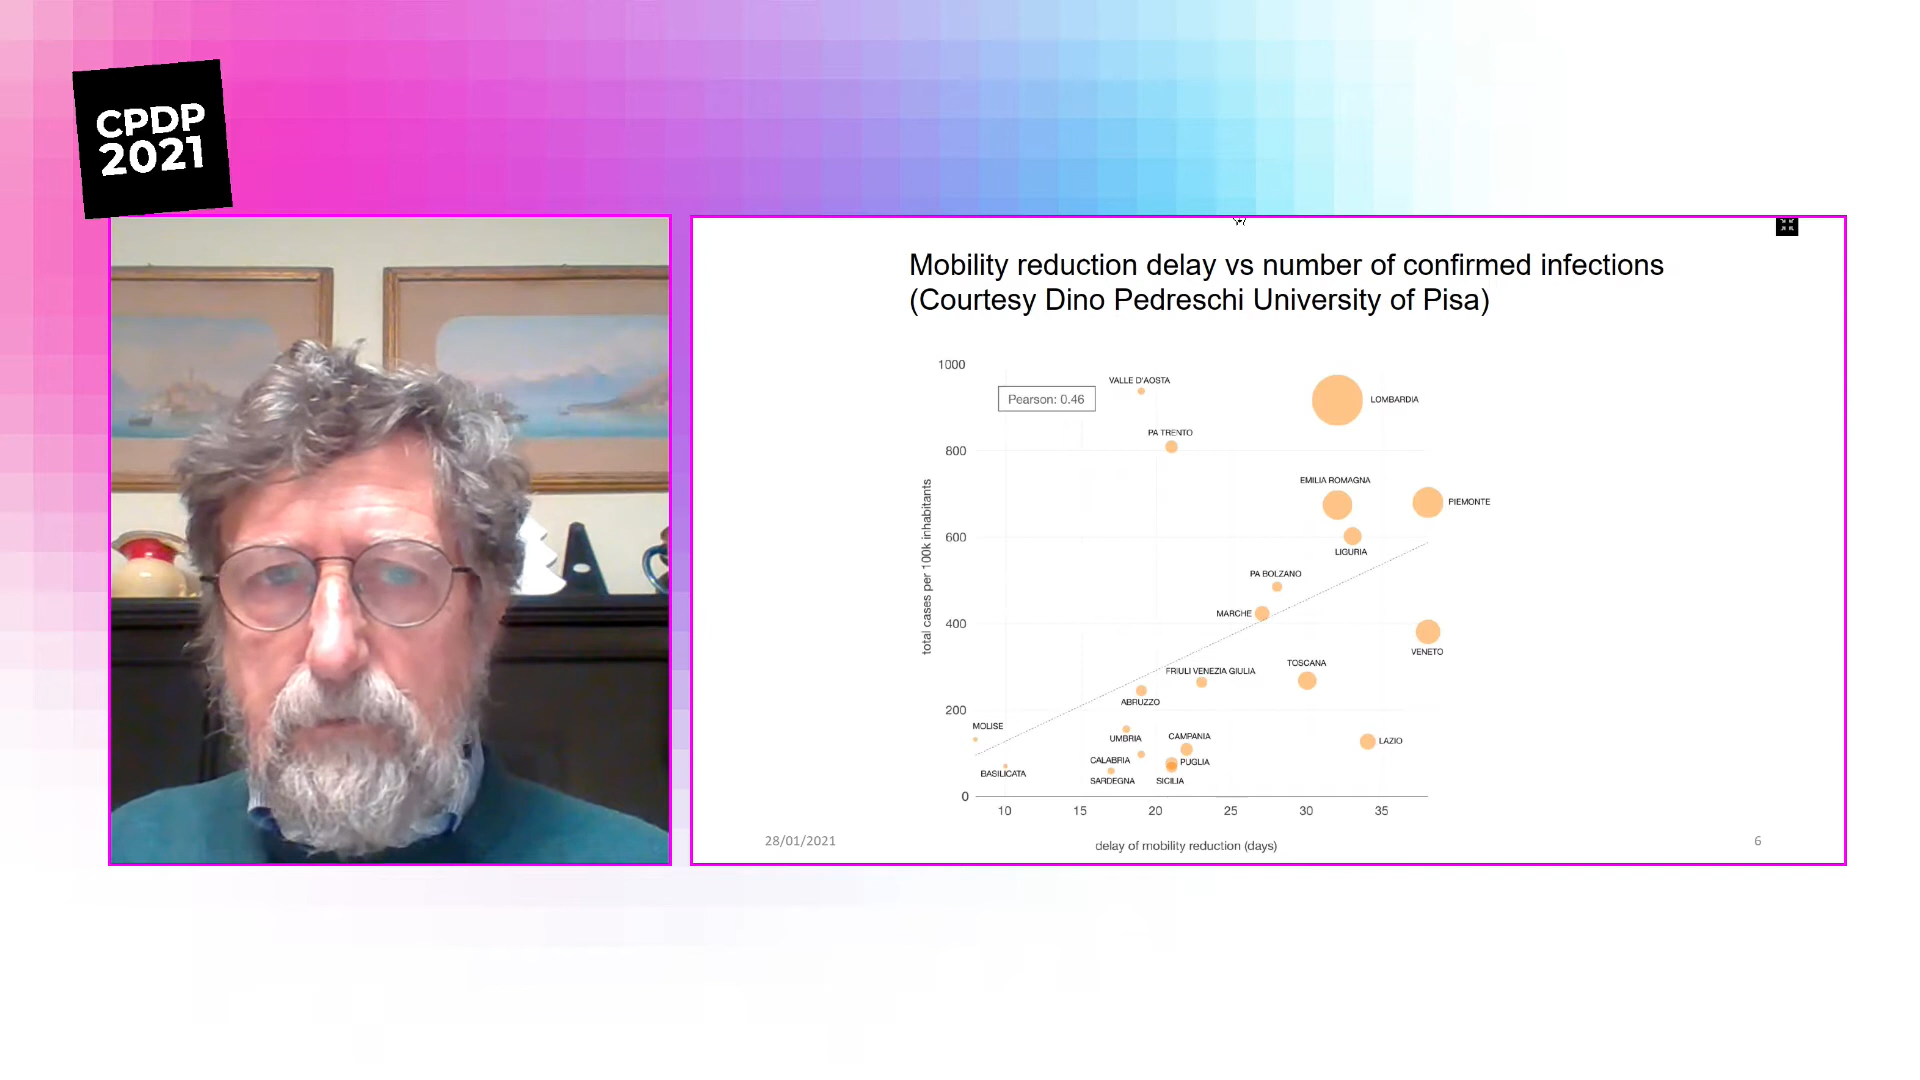 CPDP
2021
Mobility reduction delay vs number of confirmed infections
(Courtesy Dino Pedreschi University of Pisa)
1000
800
600
400
200
0
total cases per 100k inhabitants
Pearson: 0.46
VALLE D'AOSTA
LOMBARDIA
PA TRENTO
EMILIA ROMAGNA
PIEMONTE
LIGURIA
PA BOLZANO
MARCHE
VENETO
TOSCANA
FRIULI VENEZIA GIULIA
ABRUZZO
MOLISE
UMBRIA
CAMPANIA
LAZIO
CALABRIA
PUGLIA
BASILICATA
SARDEGNA
SICILIA
10 15 20 25 30 35
delay of mobility reduction (days)
28/01/2021
6